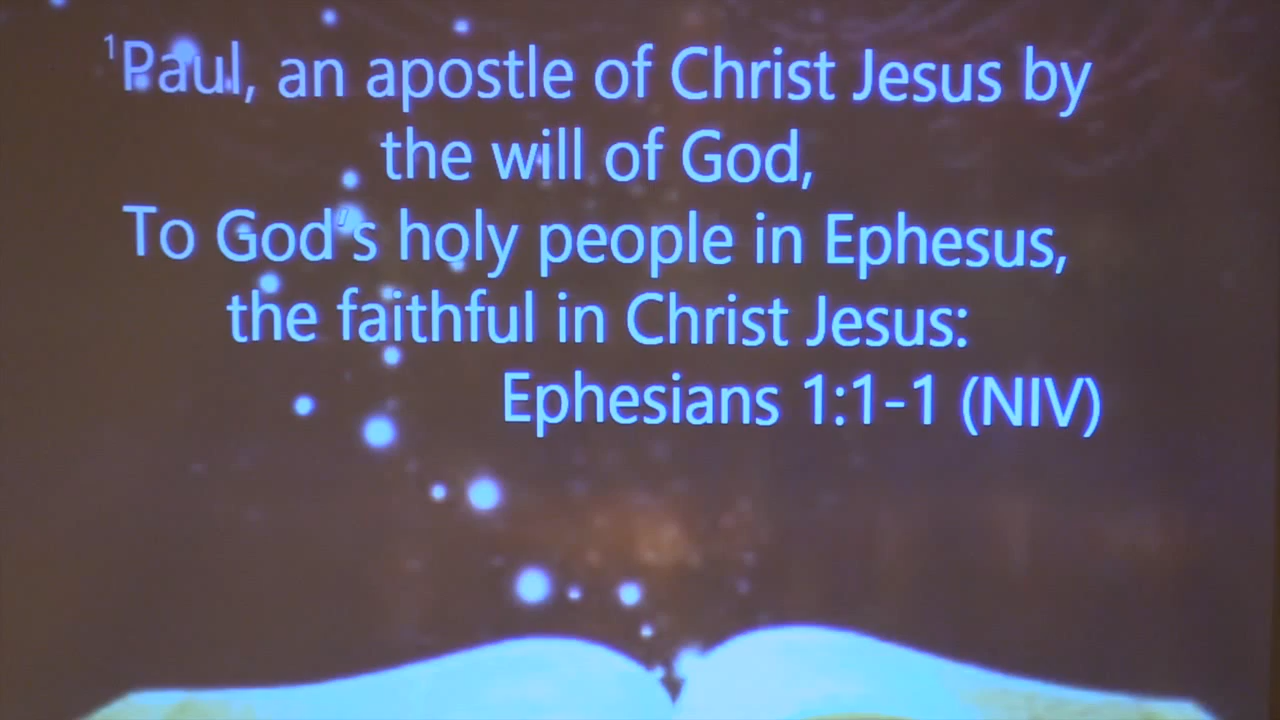 ¹Paul, an apostle of Christ Jesus by
the will of God,
To God's holy people in Ephesus,
the faithful in Christ Jesus:
Ephesians 1:1-1 (NIV)